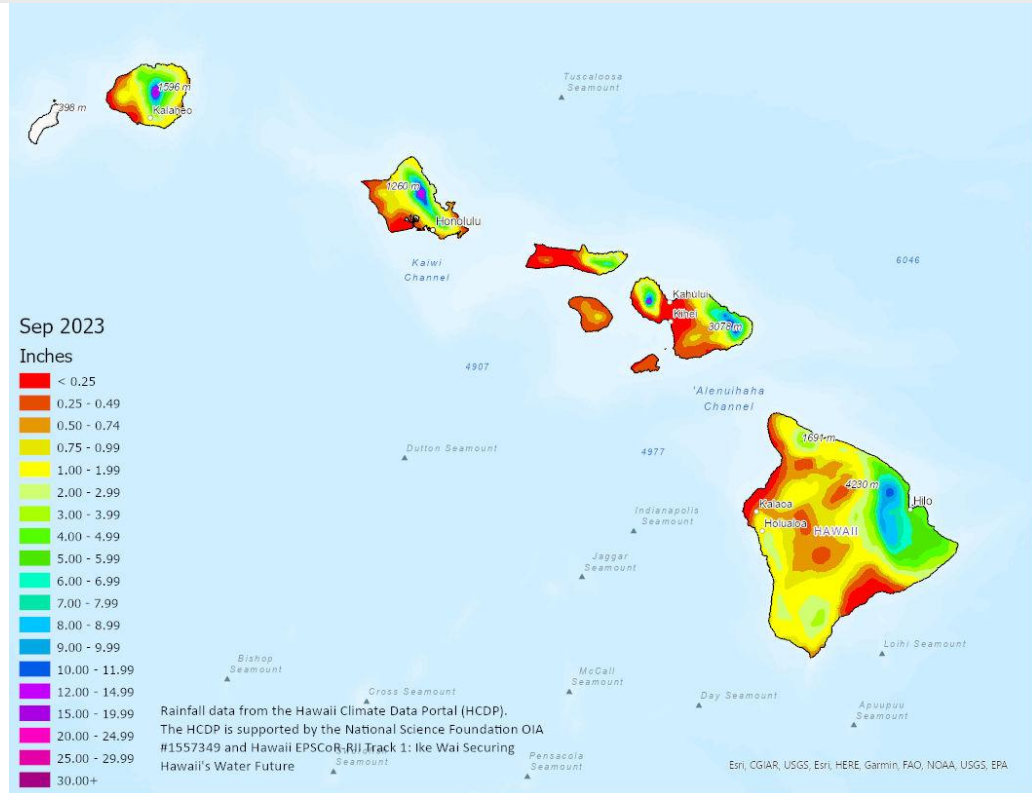 Tuscaloosa
Seamount
1596 m
398 m
Kalaheo
1260 m
Honolulu
Kaiwi
Channel
6046
Kahului
Kihei
3078 m
Sep 2023
Inches
< 0.25
0.25 - 0.49
0.50 - 0.74
0.75 - 0.99
1.00 - 1.99
2.00 - 2.99
3.00 - 3.99
4.00 - 4.99
5.00 - 5.99
6.00 - 6.99
7.00 - 7.99
8.00 - 8.99
9.00 - 9.99
10.00 - 11.99
12.00 - 14.99
15.00 - 19.99
20.00 - 24.99
25.00 - 29.99
30.00+
4907
'Alenuihaha
Channel
Dutton Seamount
4977
1691 m
4230 m
Hilo
Kalaoa
Holualoa
HAWAII
Indianapolis
Seamount
Jaggar
Seamount
Loihi Seamount
Bishop
Seamount
Cross Seamount
McCall
Seamount
Day Seamount
Apuupuu
Seamount
Rainfall data from the Hawaii Climate Data Portal (HCDP).
The HCDP is supported by the National Science Foundation OIA
#1557349 and Hawaii EPSCoR RII Track 1: Ike Wai Securing
Hawaii's Water Future
Seamount
Pensacola
Seamount
Esri, CGIAR, USGS, Esri, HERE, Garmin, FAO, NOAA, USGS, EPA